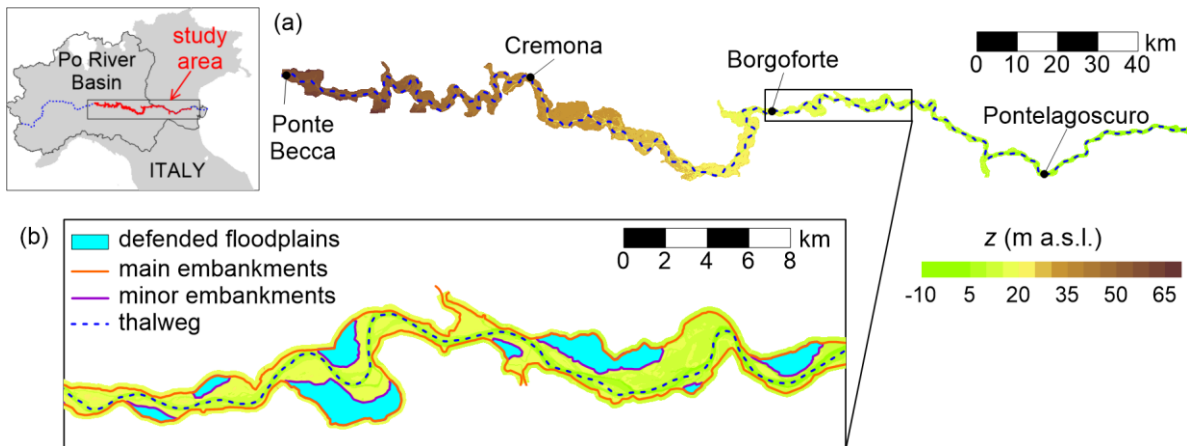 Po River
Basin
study
area
ITALY
(a)
Ponte
Becca
Cremona
Borgoforte
Pontelagoscuro
km
0 10 20 30 40
z (m a.s.l.)
-10 5 20 35 50 65
(b)
defended floodplains
main embankments
minor embankments
thalweg
km
0 2 4 6 8